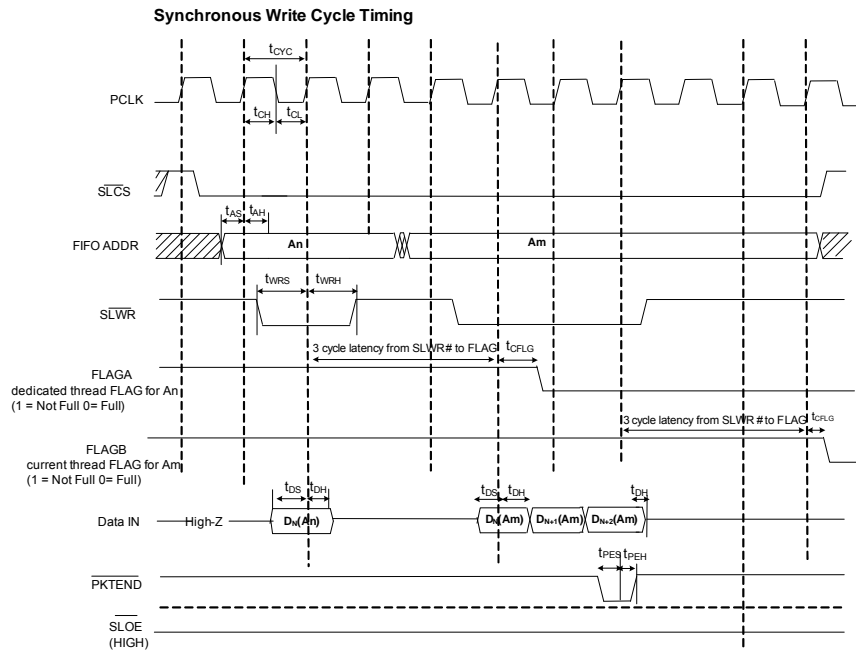 Synchronous Write Cycle Timing
tCYC
PCLK
tCH
tCL
SLCS
tAS
tAH
FIFO ADDR
An
Am
tWRS
tWRH
SLWR
3 cycle latency from SLWR# to FLAG
tCFLG
FLAGA
dedicated thread FLAG for An
(1 = Not Full 0= Full)
3 cycle latency from SLWR # to FLAG
tCFLG
FLAGB
current thread FLAG for Am
(1 = Not Full 0= Full)
tDS
tDH
tDS
tDH
tDH
Data IN
High-Z
DN(An)
DN(Am)
DN+1(Am)
DN+2(Am)
tPES
tPEH
PKTEND
SLOE
(HIGH)